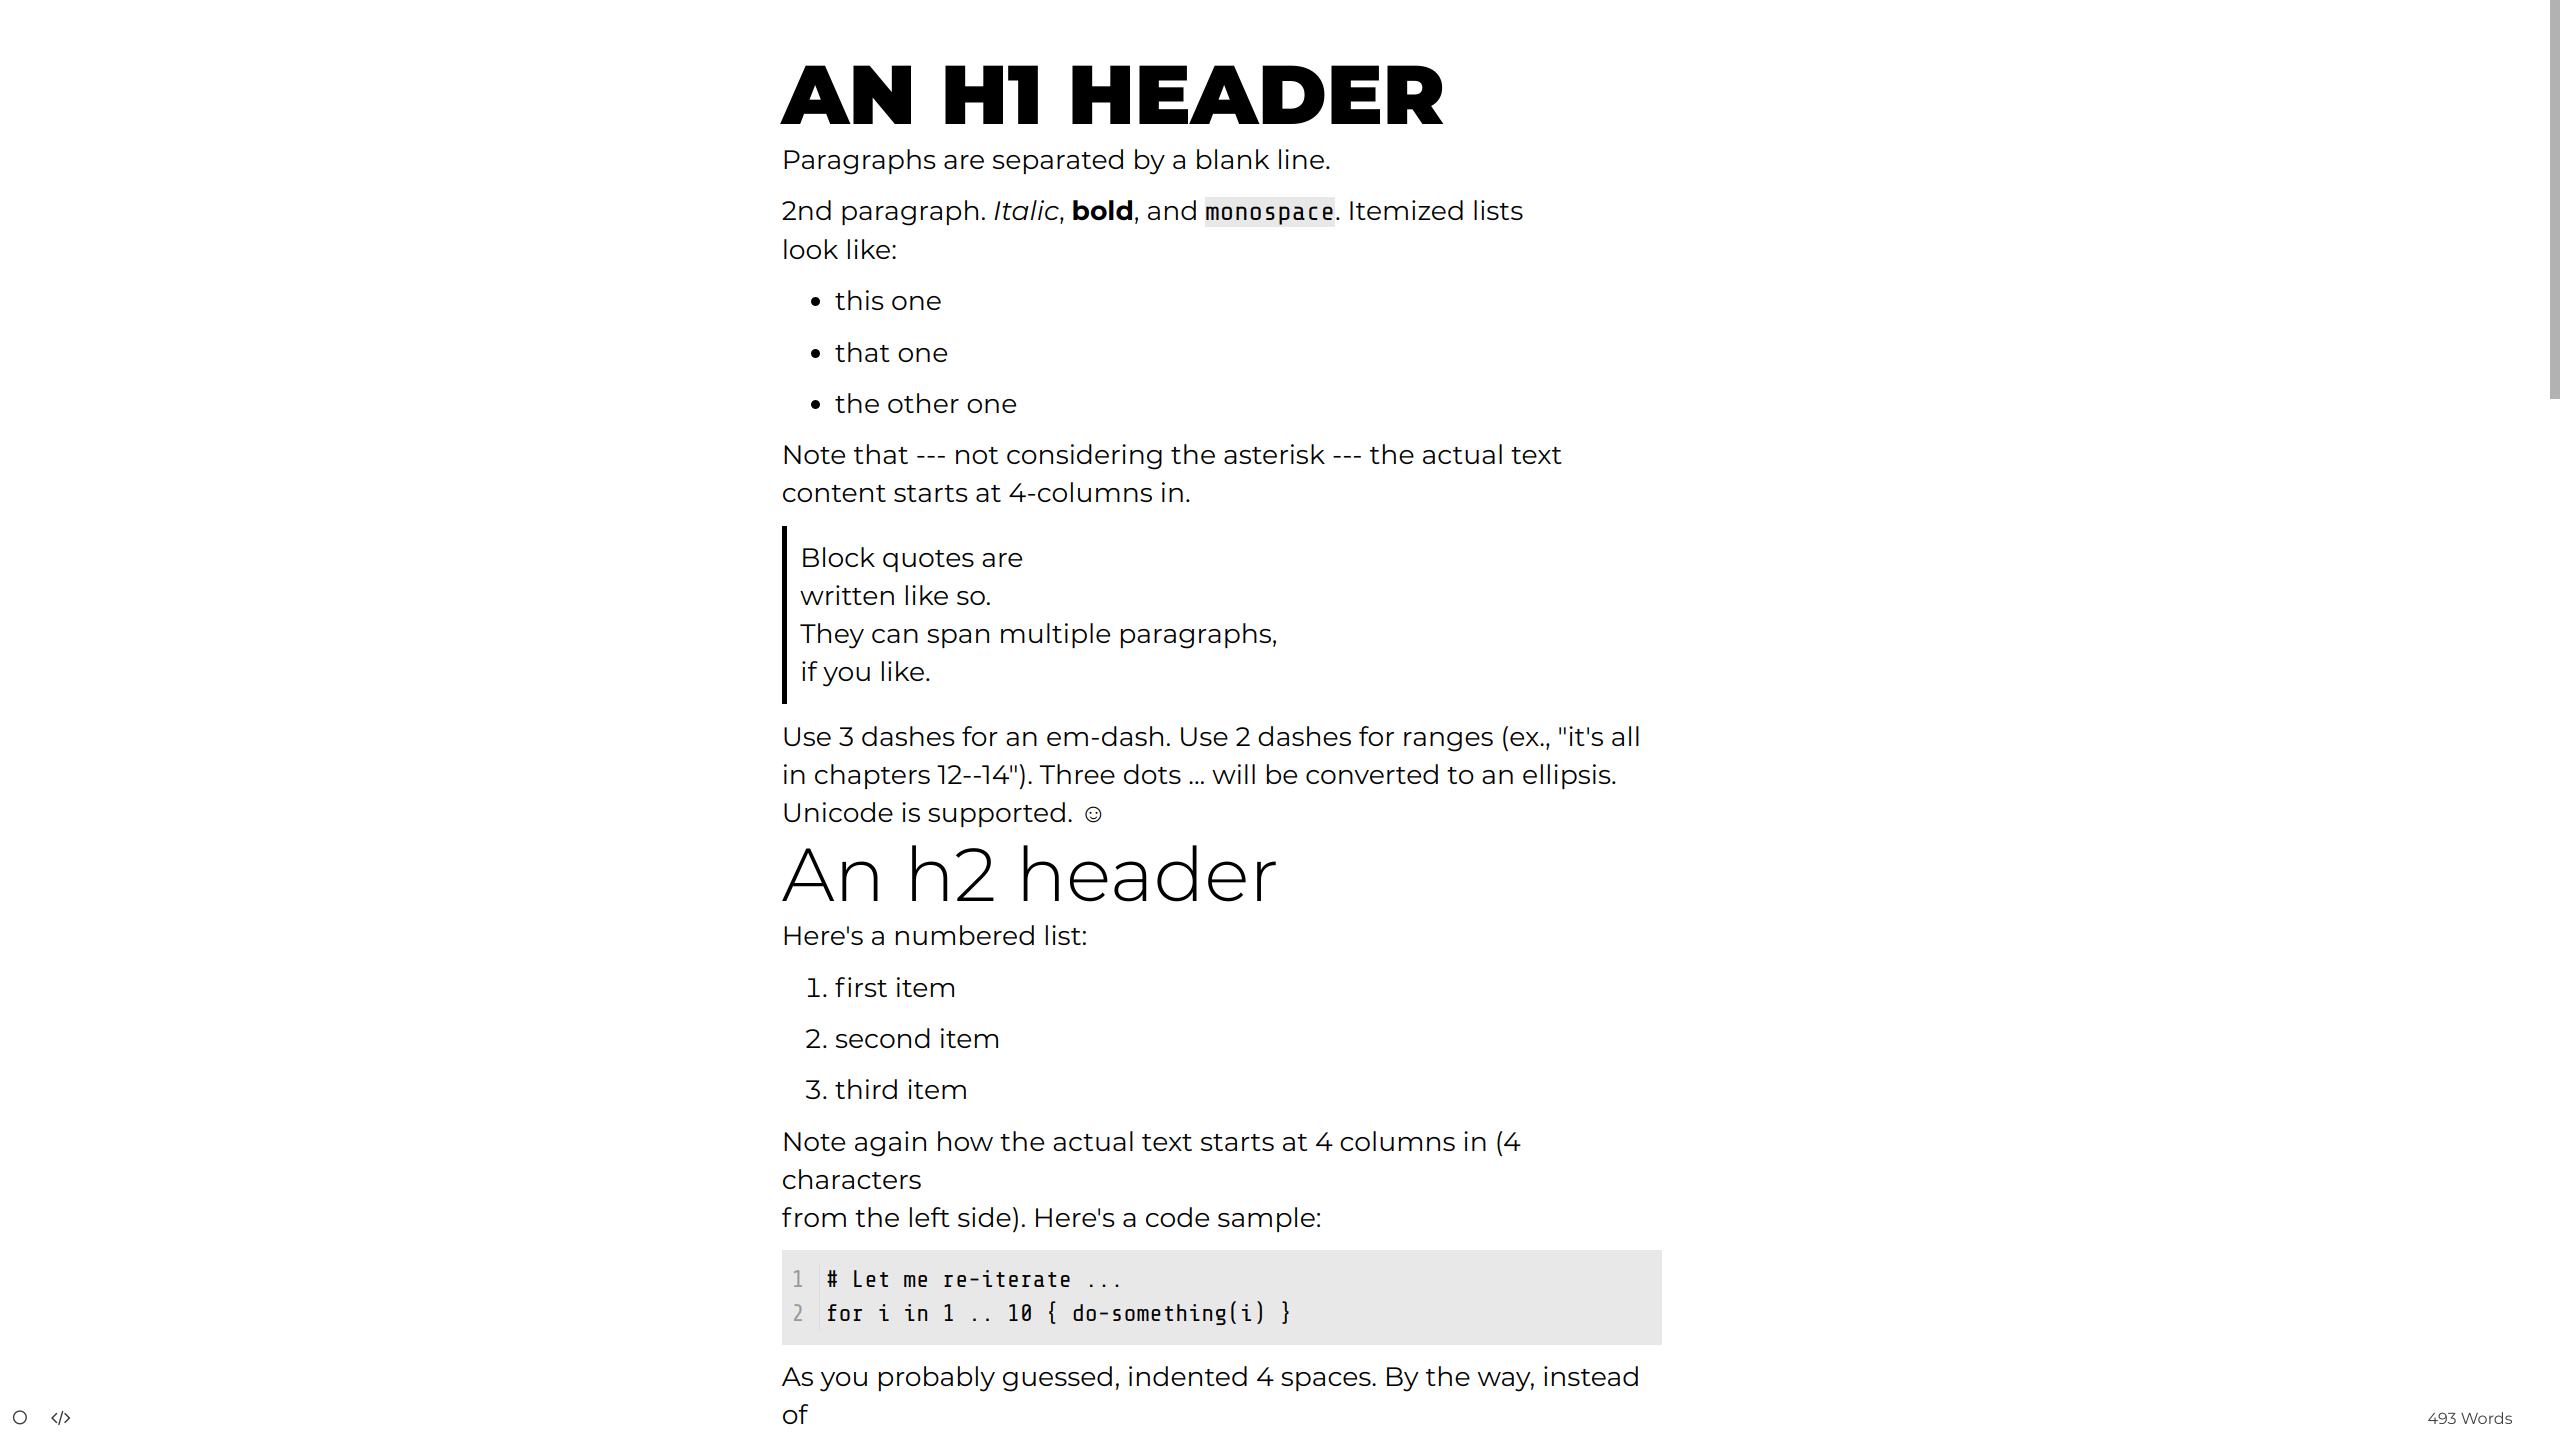 AN H1 HEADER
Paragraphs are separated by a blank line.
2nd paragraph. Italic, bold, and monospace. Itemized lists
look like:
• this one
• that one
• the other one
Note that --- not considering the asterisk --- the actual text
content starts at 4-columns in.
Block quotes are
written like so.
They can span multiple paragraphs,
if you like.
Use 3 dashes for an em-dash. Use 2 dashes for ranges (ex., "it's all
in chapters 12--14"). Three dots ... will be converted to an ellipsis.
Unicode is supported. ☺
An h2 header
Here's a numbered list:
1. first item
2. second item
3. third item
Note again how the actual text starts at 4 columns in (4
characters
from the left side). Here's a code sample:
1 # Let me re-iterate ...
2 for i in 1 .. 10 { do-something(i) }
As you probably guessed, indented 4 spaces. By the way, instead
of
</> 493 Words